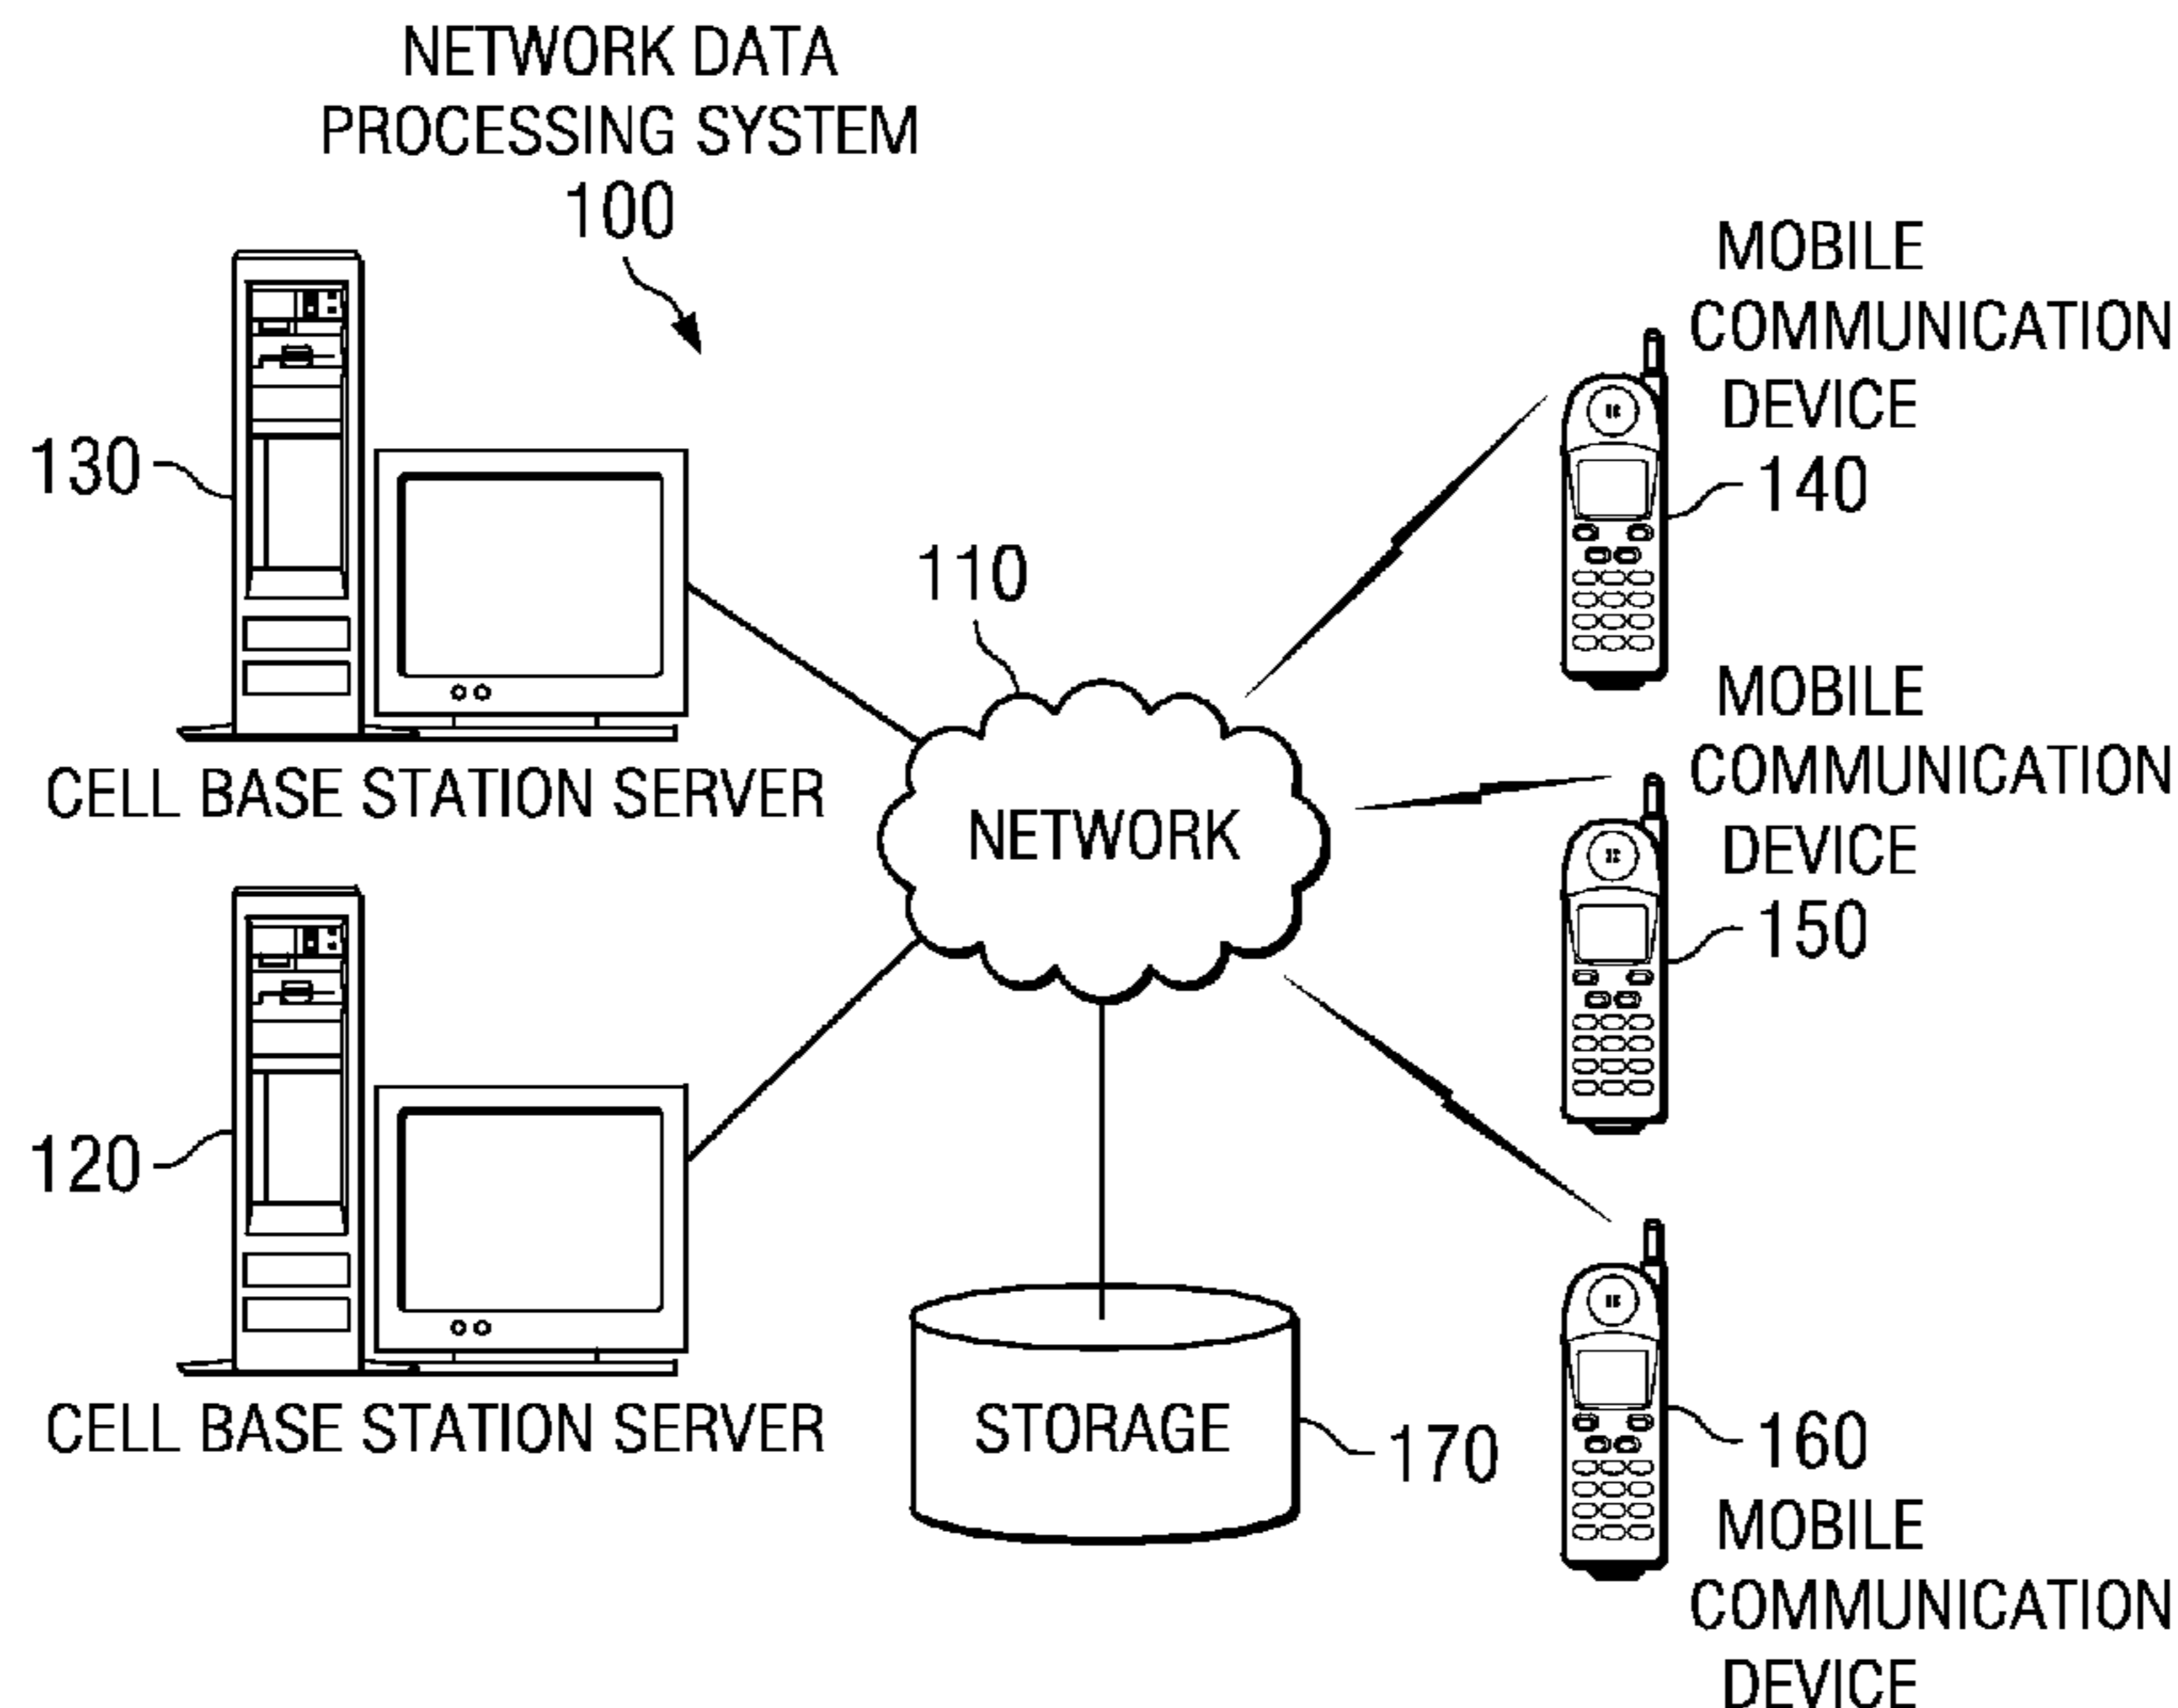 NETWORK DATA
PROCESSING SYSTEM
100
130
CELL BASE STATION SERVER
120
CELL BASE STATION SERVER
110
NETWORK
STORAGE
170
MOBILE
COMMUNICATION
DEVICE
140
MOBILE
COMMUNICATION
DEVICE
150
160
MOBILE
COMMUNICATION
DEVICE